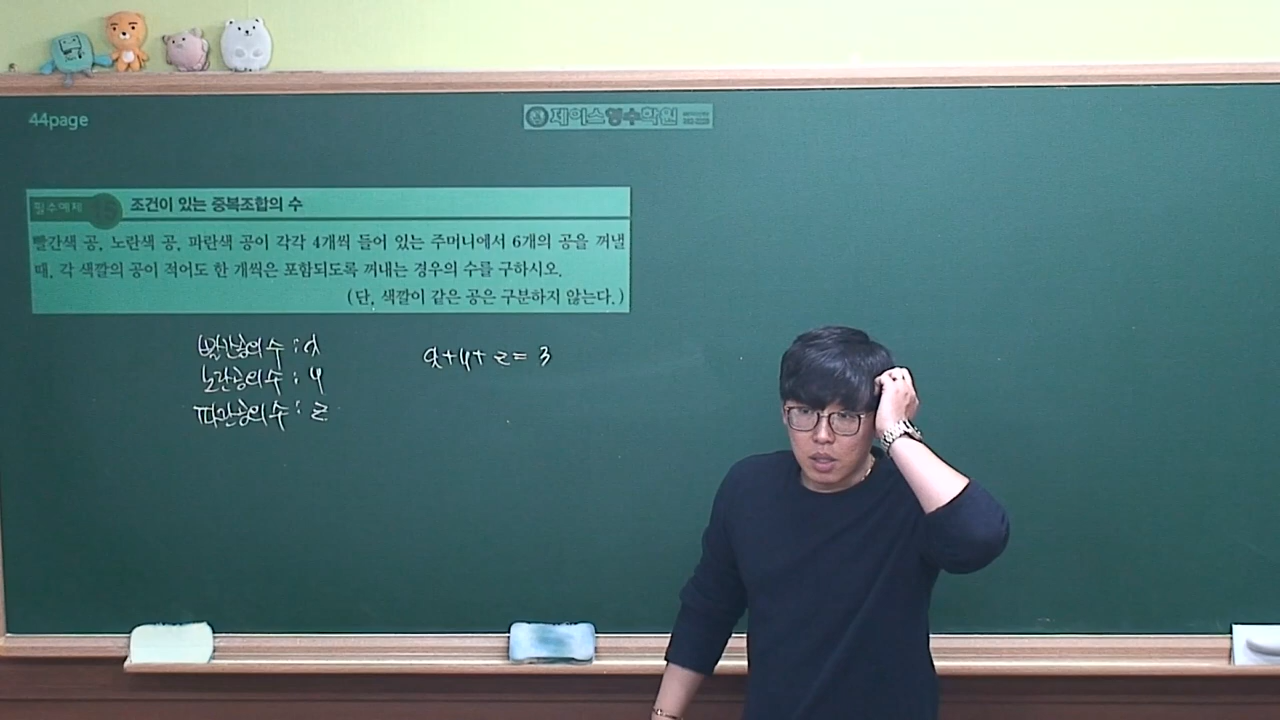 44page
제이스영수학원
필수예제 15 조건이 있는 중복조합의 수
빨간색 공, 노란색 공, 파란색 공이 각각 4개씩 들어 있는 주머니에서 6개의 공을 꺼낼
때, 각 색깔의 공이 적어도 한 개씩은 포함되도록 꺼내는 경우의 수를 구하시오.
(단, 색깔이 같은 공은 구분하지 않는다.)
빨간공의 수 : x
노란공의 수 : y
파란공의 수 : z
x+y+z=3